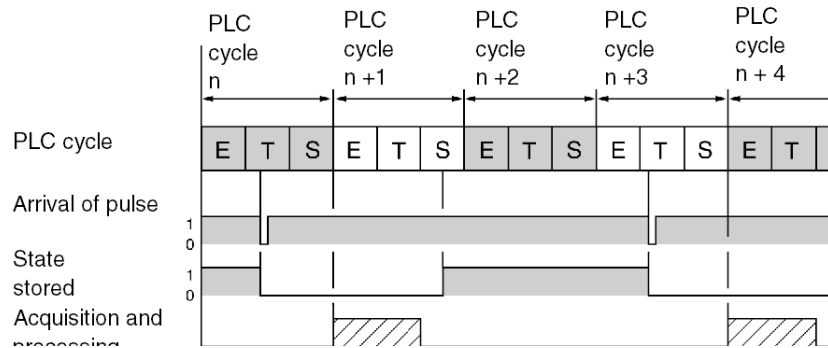 PLC cycle n
PLC cycle n +1
PLC cycle n +2
PLC cycle n +3
PLC cycle n + 4
PLC cycle
E T S E T S E T S E T S E T
Arrival of pulse
1
0
State stored
1
0
Acquisition and